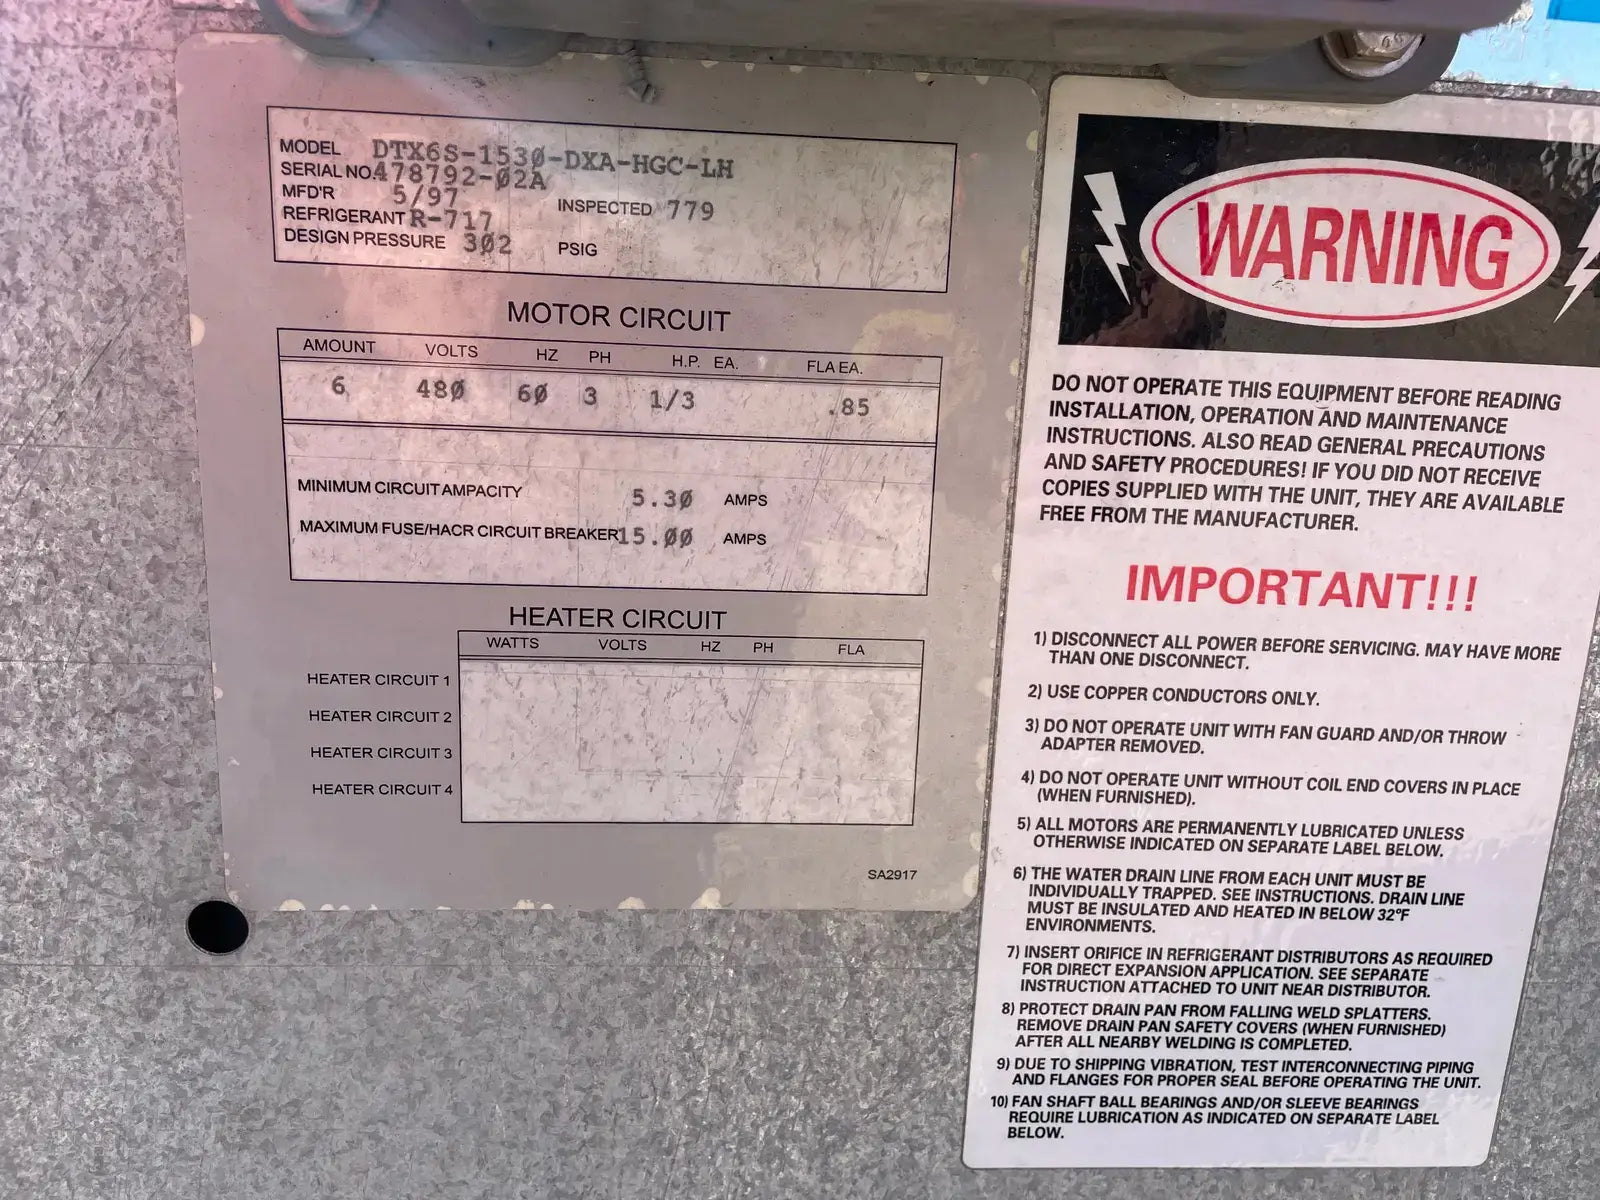 MODEL DTX6S-153Ø-DXA-HGC-LH
SERIAL NO. 478792-Ø2A
MFD'R 5/97 INSPECTED 779
REFRIGERANT R-717
DESIGN PRESSURE 3Ø2 PSIG
MOTOR CIRCUIT
AMOUNT VOLTS HZ PH H.P. EA. FLA EA.
6 48Ø 6Ø 3 1/3 .85
MINIMUM CIRCUIT AMPACITY 5.3Ø AMPS
MAXIMUM FUSE/HACR CIRCUIT BREAKER 15.ØØ AMPS
HEATER CIRCUIT
WATTS VOLTS HZ PH FLA
HEATER CIRCUIT 1
HEATER CIRCUIT 2
HEATER CIRCUIT 3
HEATER CIRCUIT 4
SA2917
WARNING
DO NOT OPERATE THIS EQUIPMENT BEFORE READING
INSTALLATION, OPERATION AND MAINTENANCE
INSTRUCTIONS. ALSO READ GENERAL PRECAUTIONS
AND SAFETY PROCEDURES! IF YOU DID NOT RECEIVE
COPIES SUPPLIED WITH THE UNIT, THEY ARE AVAILABLE
FREE FROM THE MANUFACTURER.
IMPORTANT!!!
1) DISCONNECT ALL POWER BEFORE SERVICING. MAY HAVE MORE
THAN ONE DISCONNECT.
2) USE COPPER CONDUCTORS ONLY.
3) DO NOT OPERATE UNIT WITH FAN GUARD AND/OR THROW
ADAPTER REMOVED.
4) DO NOT OPERATE UNIT WITHOUT COIL END COVERS IN PLACE
(WHEN FURNISHED).
5) ALL MOTORS ARE PERMANENTLY LUBRICATED UNLESS
OTHERWISE INDICATED ON SEPARATE LABEL BELOW.
6) THE WATER DRAIN LINE FROM EACH UNIT MUST BE
INDIVIDUALLY TRAPPED. SEE INSTRUCTIONS. DRAIN LINE
MUST BE INSULATED AND HEATED IN BELOW 32°F
ENVIRONMENTS.
7) INSERT ORIFICE IN REFRIGERANT DISTRIBUTORS AS REQUIRED
FOR DIRECT EXPANSION APPLICATION. SEE SEPARATE
INSTRUCTION ATTACHED TO UNIT NEAR DISTRIBUTOR.
8) PROTECT DRAIN PAN FROM FALLING WELD SPLATTERS.
REMOVE DRAIN PAN SAFETY COVERS (WHEN FURNISHED)
AFTER ALL NEARBY WELDING IS COMPLETED.
9) DUE TO SHIPPING VIBRATION, TEST INTERCONNECTING PIPING
AND FLANGES FOR PROPER SEAL BEFORE OPERATING THE UNIT.
10) FAN SHAFT BALL BEARINGS AND/OR SLEEVE BEARINGS
REQUIRE LUBRICATION AS INDICATED ON SEPARATE LABEL
BELOW.